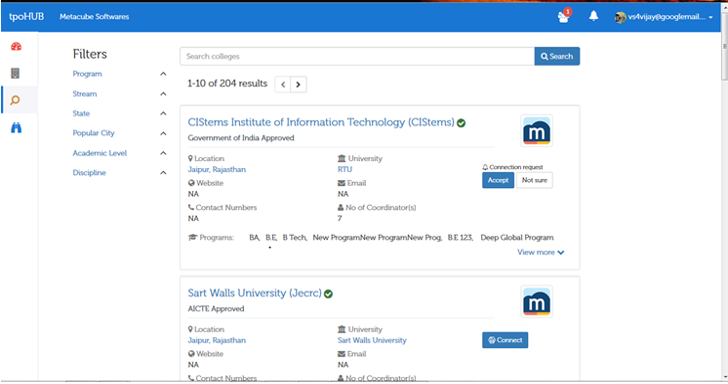 tpoHUB Metacube Softwares 1 vs4vijay@googlemail...
Filters
Program
Stream
State
Popular City
Academic Level
Discipline
Search colleges Search
1-10 of 204 results
CIStems Institute of Information Technology (CIStems)
Government of India Approved
m
Location University
Jaipur, Rajasthan RTU
Connection request
Accept Not sure
Website Email
NA NA
Contact Numbers No of Coordinator(s)
NA 7
Programs: BA, B.E, B Tech, New ProgramNew ProgramNew Prog, B.E 123, Deep Global Program
View more
Sart Walls University (Jecrc)
AICTE Approved
m
Location University
Jaipur, Rajasthan Sart Walls University
Connect
Website Email
NA NA
Contact Numbers No of Coordinator(s)